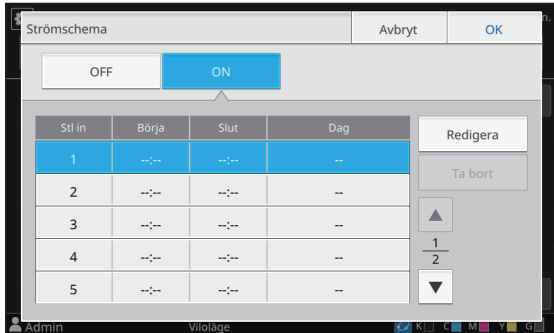 n.
Strömschema Avbryt OK
OFF ON
Stl in Börja Slut Dag
Redigera
1 --:-- --:-- --
Ta bort
2 --:-- --:-- --
3 --:-- --:-- --
4 --:-- --:-- --
5 --:-- --:-- --
1
2
Admin Viloläge K C M Y G